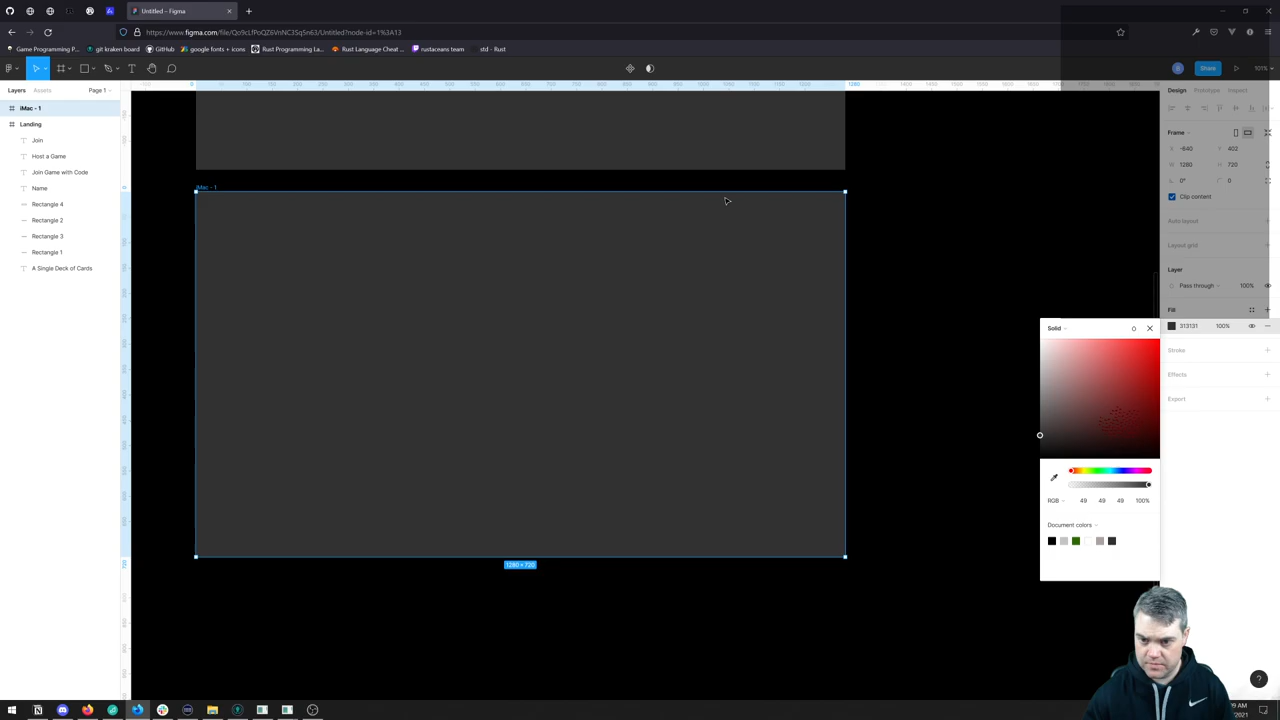 Untitled – Figma
https://www.figma.com/file/Qo9cLfPoQZ6VnNC3Sq5n63/Untitled?node-id=1%3A13
Game Programming P...
git kraken board
GitHub
google fonts + icons
Rust Programming La...
Rust Language Cheat ...
rustaceans team
std - Rust
Share
101%
Layers
Assets
Page 1
Design
Prototype
Inspect
iMac - 1
Landing
Join
Host a Game
Join Game with Code
Name
Rectangle 4
Rectangle 2
Rectangle 3
Rectangle 1
A Single Deck of Cards
iMac - 1
1280 × 720
Frame
X -640 Y 402
W 1280 H 720
0° 0
Clip content
Auto layout
Layout grid
Layer
Pass through 100%
Fill
313131 100%
Stroke
Effects
Export
Solid
RGB 49 49 49 100%
Document colors
?